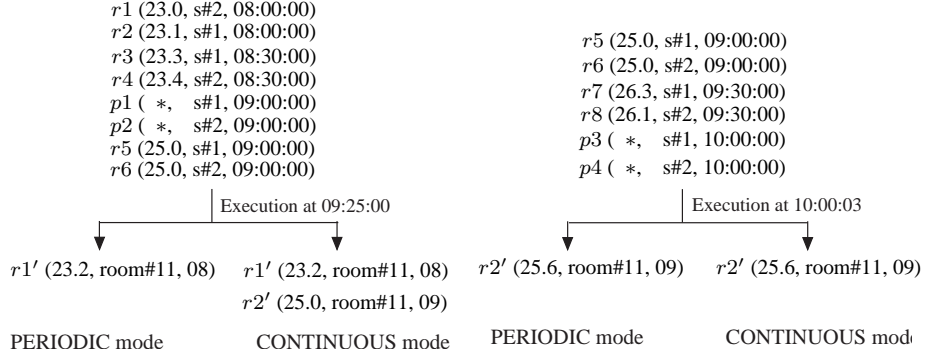 r1 (23.0, s#2, 08:00:00)
r2 (23.1, s#1, 08:00:00)
r3 (23.3, s#1, 08:30:00)
r4 (23.4, s#2, 08:30:00)
p1 ( *, s#1, 09:00:00)
p2 ( *, s#2, 09:00:00)
r5 (25.0, s#1, 09:00:00)
r6 (25.0, s#2, 09:00:00)
Execution at 09:25:00
r1′ (23.2, room#11, 08)
r1′ (23.2, room#11, 08)
r2′ (25.0, room#11, 09)
PERIODIC mode
CONTINUOUS mode
r5 (25.0, s#1, 09:00:00)
r6 (25.0, s#2, 09:00:00)
r7 (26.3, s#1, 09:30:00)
r8 (26.1, s#2, 09:30:00)
p3 ( *, s#1, 10:00:00)
p4 ( *, s#2, 10:00:00)
Execution at 10:00:03
r2′ (25.6, room#11, 09)
r2′ (25.6, room#11, 09)
PERIODIC mode
CONTINUOUS mode